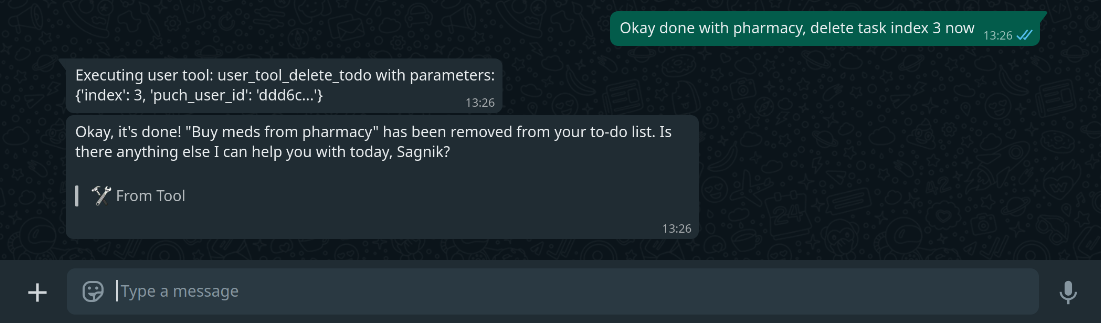 Okay done with pharmacy, delete task index 3 now
13:26
Executing user tool: user_tool_delete_todo with parameters:
{'index': 3, 'puch_user_id': 'ddd6c...'}
13:26
Okay, it's done! "Buy meds from pharmacy" has been removed from your to-do list. Is
there anything else I can help you with today, Sagnik?
From Tool
13:26
Type a message